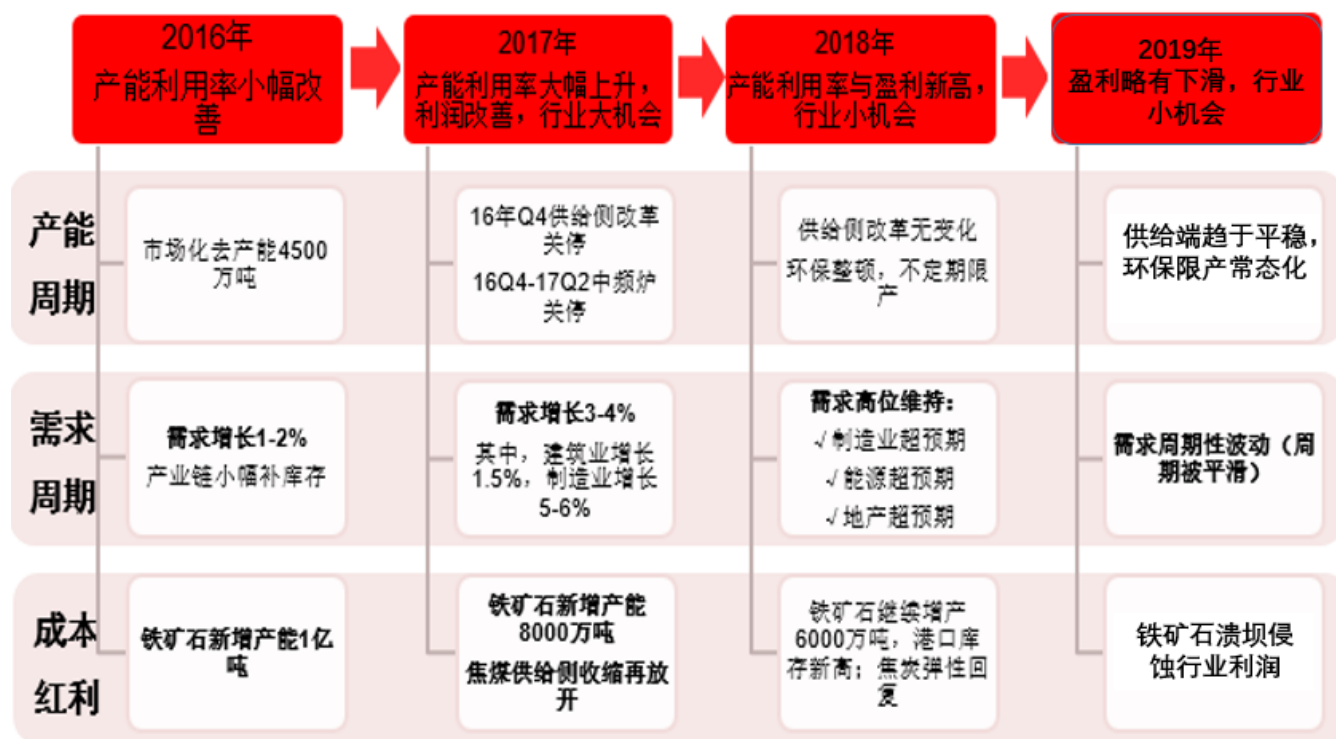 2016年
产能利用率小幅改
善
2017年
产能利用率大幅上升，
利润改善，行业大机会
2018年
产能利用率与盈利新高，
行业小机会
2019年
盈利略有下滑，行业
小机会
产能
周期
市场化去产能4500
万吨
16年Q4供给侧改革
关停
16Q4-17Q2中频炉
关停
供给侧改革无变化
环保整顿，不定期限
产
供给端趋于平稳，
环保限产常态化
需求
周期
需求增长1-2%
产业链小幅补库存
需求增长3-4%
其中，建筑业增长
1.5%，制造业增长
5-6%
需求高位维持：
√制造业超预期
√能源超预期
√地产超预期
需求周期性波动（周
期被平滑）
成本
红利
铁矿石新增产能1亿
吨
铁矿石新增产能
8000万吨
焦煤供给侧收缩再放
开
铁矿石继续增产
6000万吨，港口库
存新高；焦炭弹性回
复
铁矿石溃坝侵
蚀行业利润